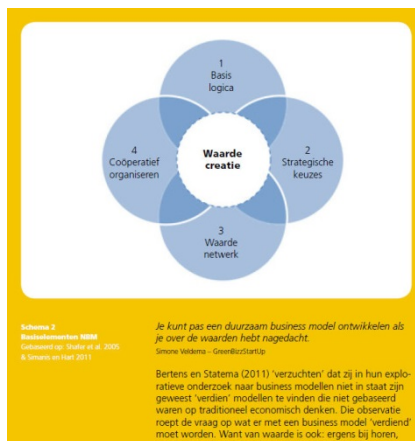 1
Basis
logica
4
Coöperatief
organiseren
Waarde
creatie
2
Strategische
keuzes
3
Waarde
netwerk
Schema 2
Basiselementen NBM
Gebaseerd op: Shafer et al. 2005
& Simanis en Hart 2011
Je kunt pas een duurzaam business model ontwikkelen als
je over de waarden hebt nagedacht.
Simone Veldema – GreenBizzStartUp
Bertens en Statema (2011) ‘verzuchten’ dat zij in hun explo-
ratieve onderzoek naar business modellen niet in staat zijn
geweest ‘verdien’ modellen te vinden die niet gebaseerd
waren op traditioneel economisch denken. Die observatie
roept de vraag op wat er met een business model ‘verdiend’
moet worden. Want van waarde is ook: ergens bij horen,